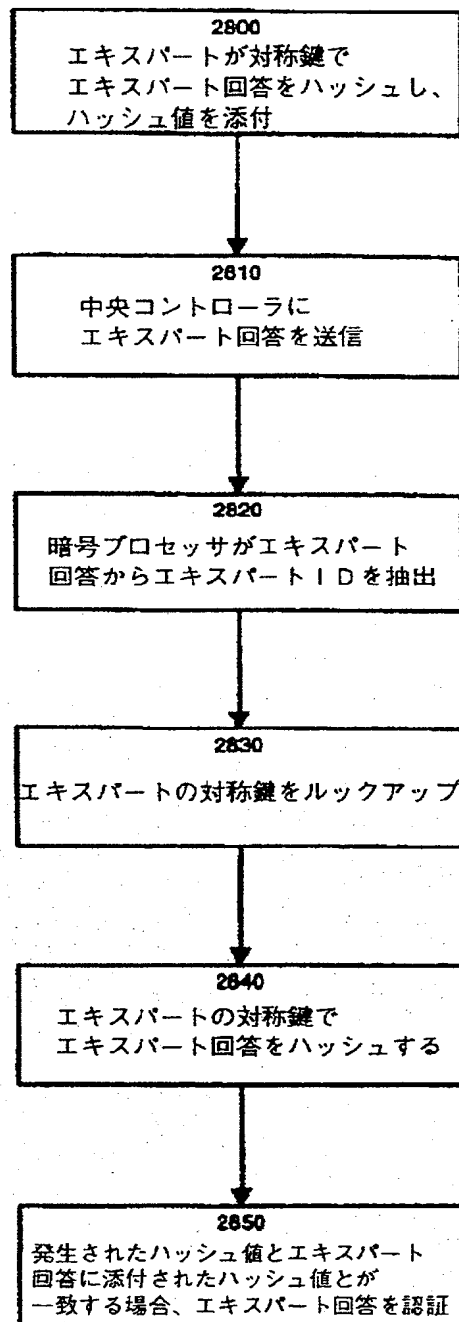 2800
エキスパートが対称鍵で
エキスパート回答をハッシュし、
ハッシュ値を添付
2810
中央コントローラに
エキスパート回答を送信
2820
暗号プロセッサがエキスパート
回答からエキスパートＩＤを抽出
2830
エキスパートの対称鍵をルックアップ
2840
エキスパートの対称鍵で
エキスパート回答をハッシュする
2850
発生されたハッシュ値とエキスパート
回答に添付されたハッシュ値とが
一致する場合、エキスパート回答を認証